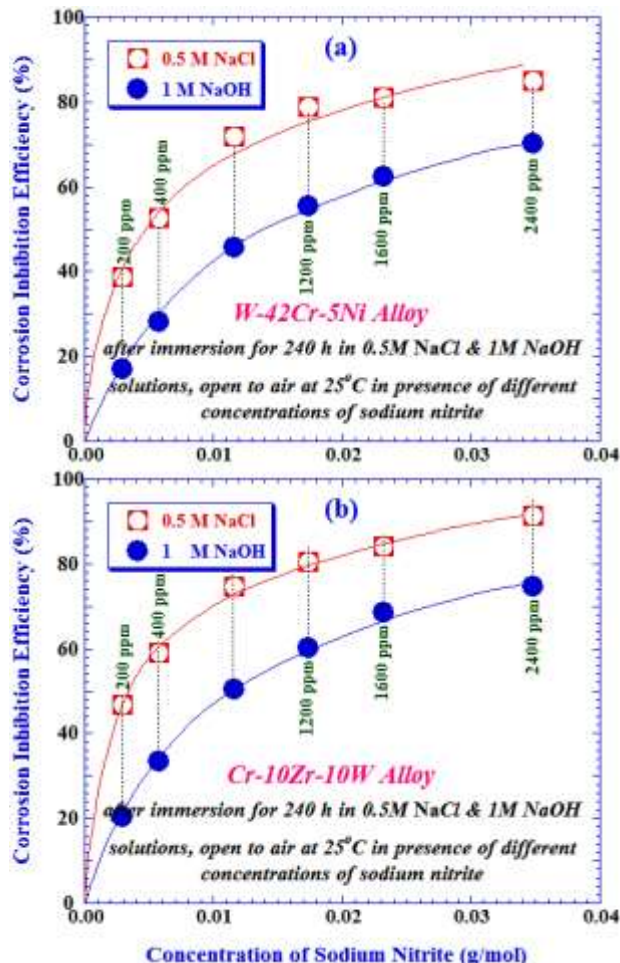 100
80
60
40
20
0
Corrosion Inhibition Efficiency (%)
(a)
0.5 M NaCl
1 M NaOH
200 ppm
400 ppm
1200 ppm
1600 ppm
2400 ppm
W-42Cr-5Ni Alloy
after immersion for 240 h in 0.5M NaCl & 1M NaOH
solutions, open to air at 25°C in presence of different
concentrations of sodium nitrite
0.00 0.01 0.02 0.03 0.04
100
80
60
40
20
0
Corrosion Inhibition Efficiency (%)
(b)
0.5 M NaCl
1 M NaOH
200 ppm
400 ppm
1200 ppm
1600 ppm
2400 ppm
Cr-10Zr-10W Alloy
after immersion for 240 h in 0.5M NaCl & 1M NaOH
solutions, open to air at 25°C in presence of different
concentrations of sodium nitrite
0.00 0.01 0.02 0.03 0.04
Concentration of Sodium Nitrite (g/mol)